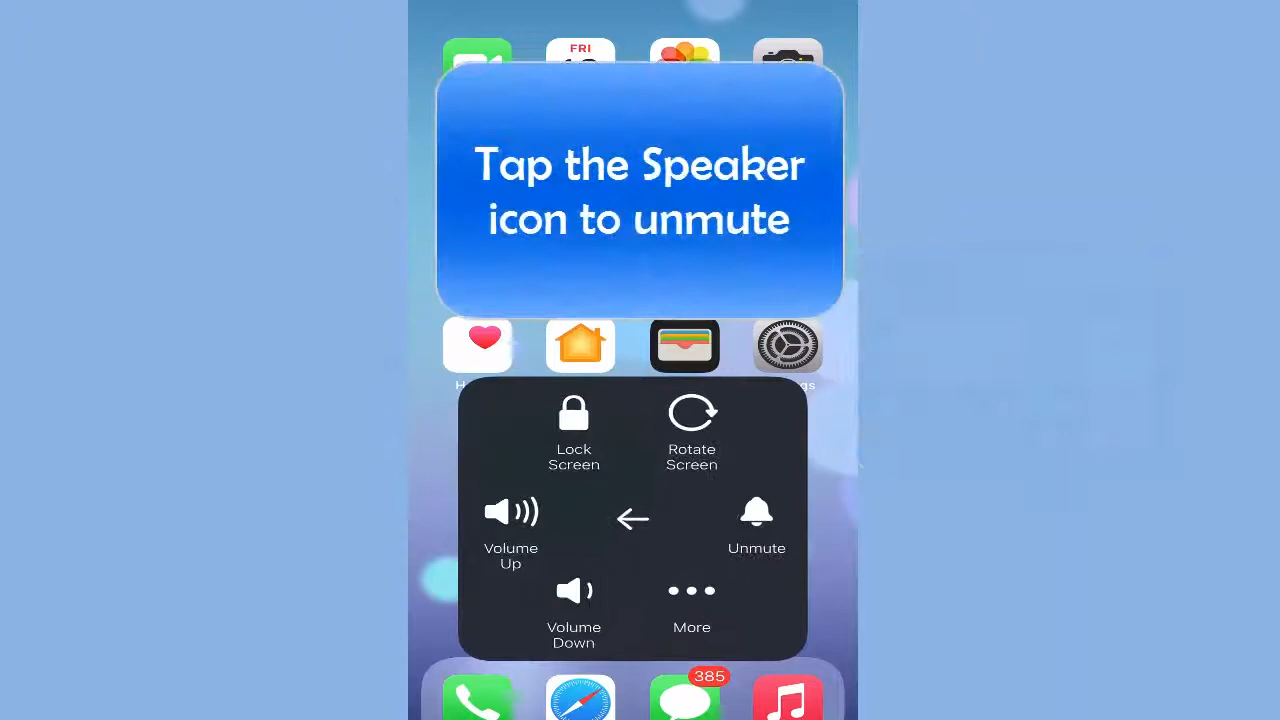 FRI
Tap the Speaker
icon to unmute
Lock
Screen
Rotate
Screen
Volume
Up
Unmute
Volume
Down
More
385